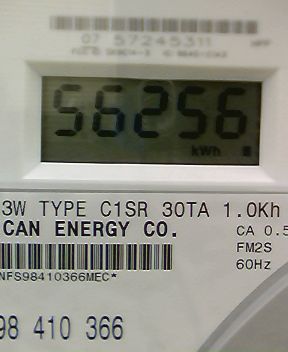 07 57245311
56256
kWh
3W TYPE C1SR 30TA 1.0Kh
CAN ENERGY CO. CA 0.5
FM2S
60Hz
NFS98410366MEC*
98 410 366